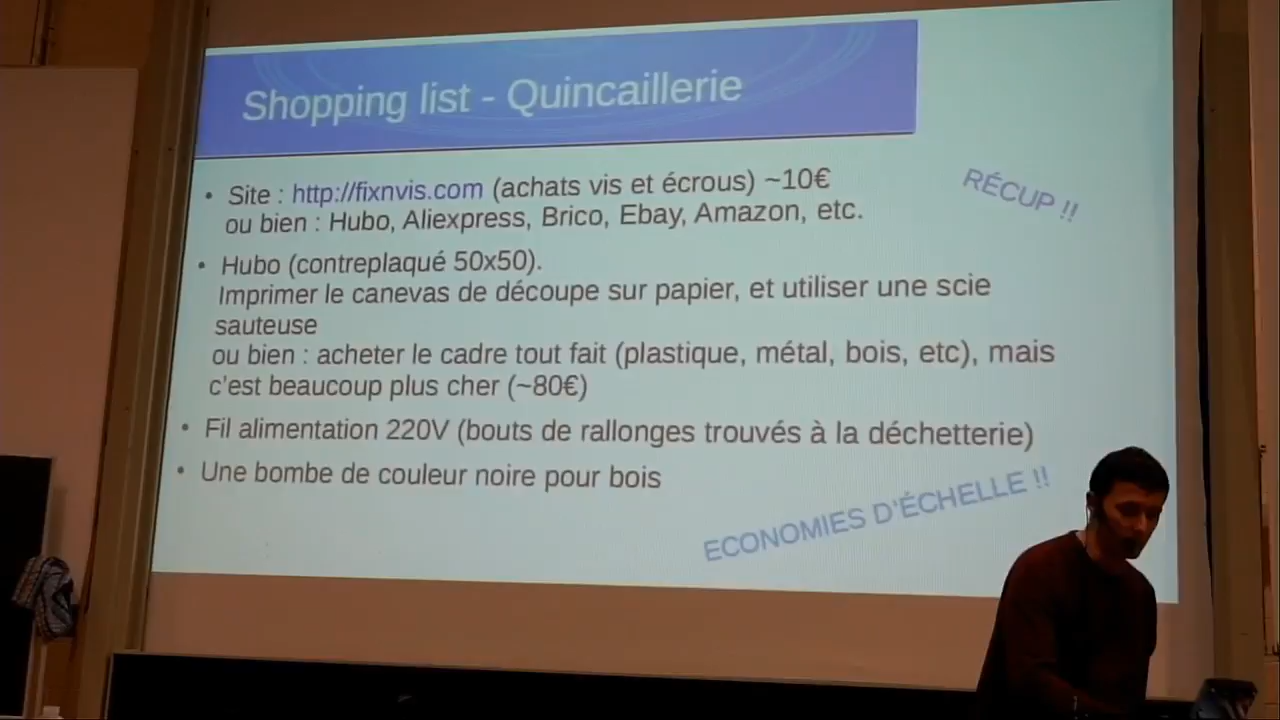 Shopping list - Quincaillerie
• Site : http://fixnvis.com (achats vis et écrous) ~10€
ou bien : Hubo, Aliexpress, Brico, Ebay, Amazon, etc.
RÉCUP !!
• Hubo (contreplaqué 50x50).
Imprimer le canevas de découpe sur papier, et utiliser une scie
sauteuse
ou bien : acheter le cadre tout fait (plastique, métal, bois, etc), mais
c'est beaucoup plus cher (~80€)
• Fil alimentation 220V (bouts de rallonges trouvés à la déchetterie)
• Une bombe de couleur noire pour bois
ECONOMIES D'ÉCHELLE !!